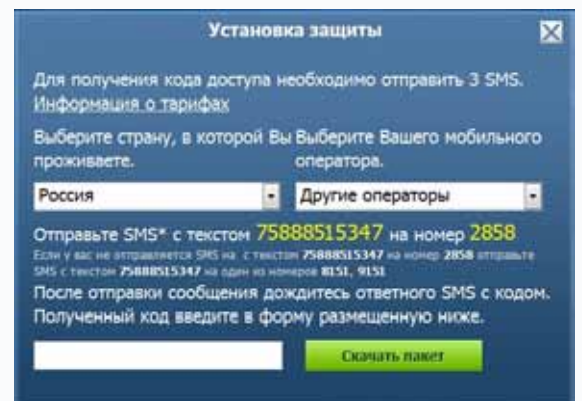 Установка защиты
Для получения кода доступа необходимо отправить 3 SMS.
Информация о тарифах
Выберите страну, в которой Вы проживаете.
Выберите Вашего мобильного оператора.
Россия
Другие операторы
Отправьте SMS* с текстом 75888515347 на номер 2858
Если у вас не отправляется SMS на с текстом 75888515347 на номер 2858 отправьте
SMS с текстом 75888515347 на один из номеров 8151, 9151
После отправки сообщения дождитесь ответного SMS с кодом.
Полученный код введите в форму размещенную ниже.
Скачать пакет